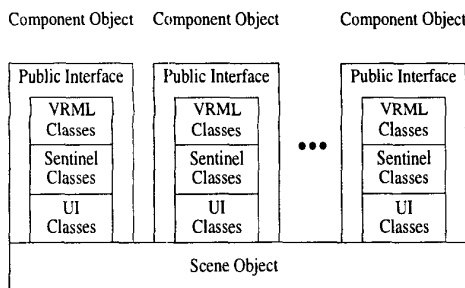 Component Object Component Object Component Object
Public Interface Public Interface Public Interface
VRML VRML VRML
Classes Classes Classes
Sentinel Sentinel Sentinel
Classes Classes Classes
UI UI UI
Classes Classes Classes
Scene Object